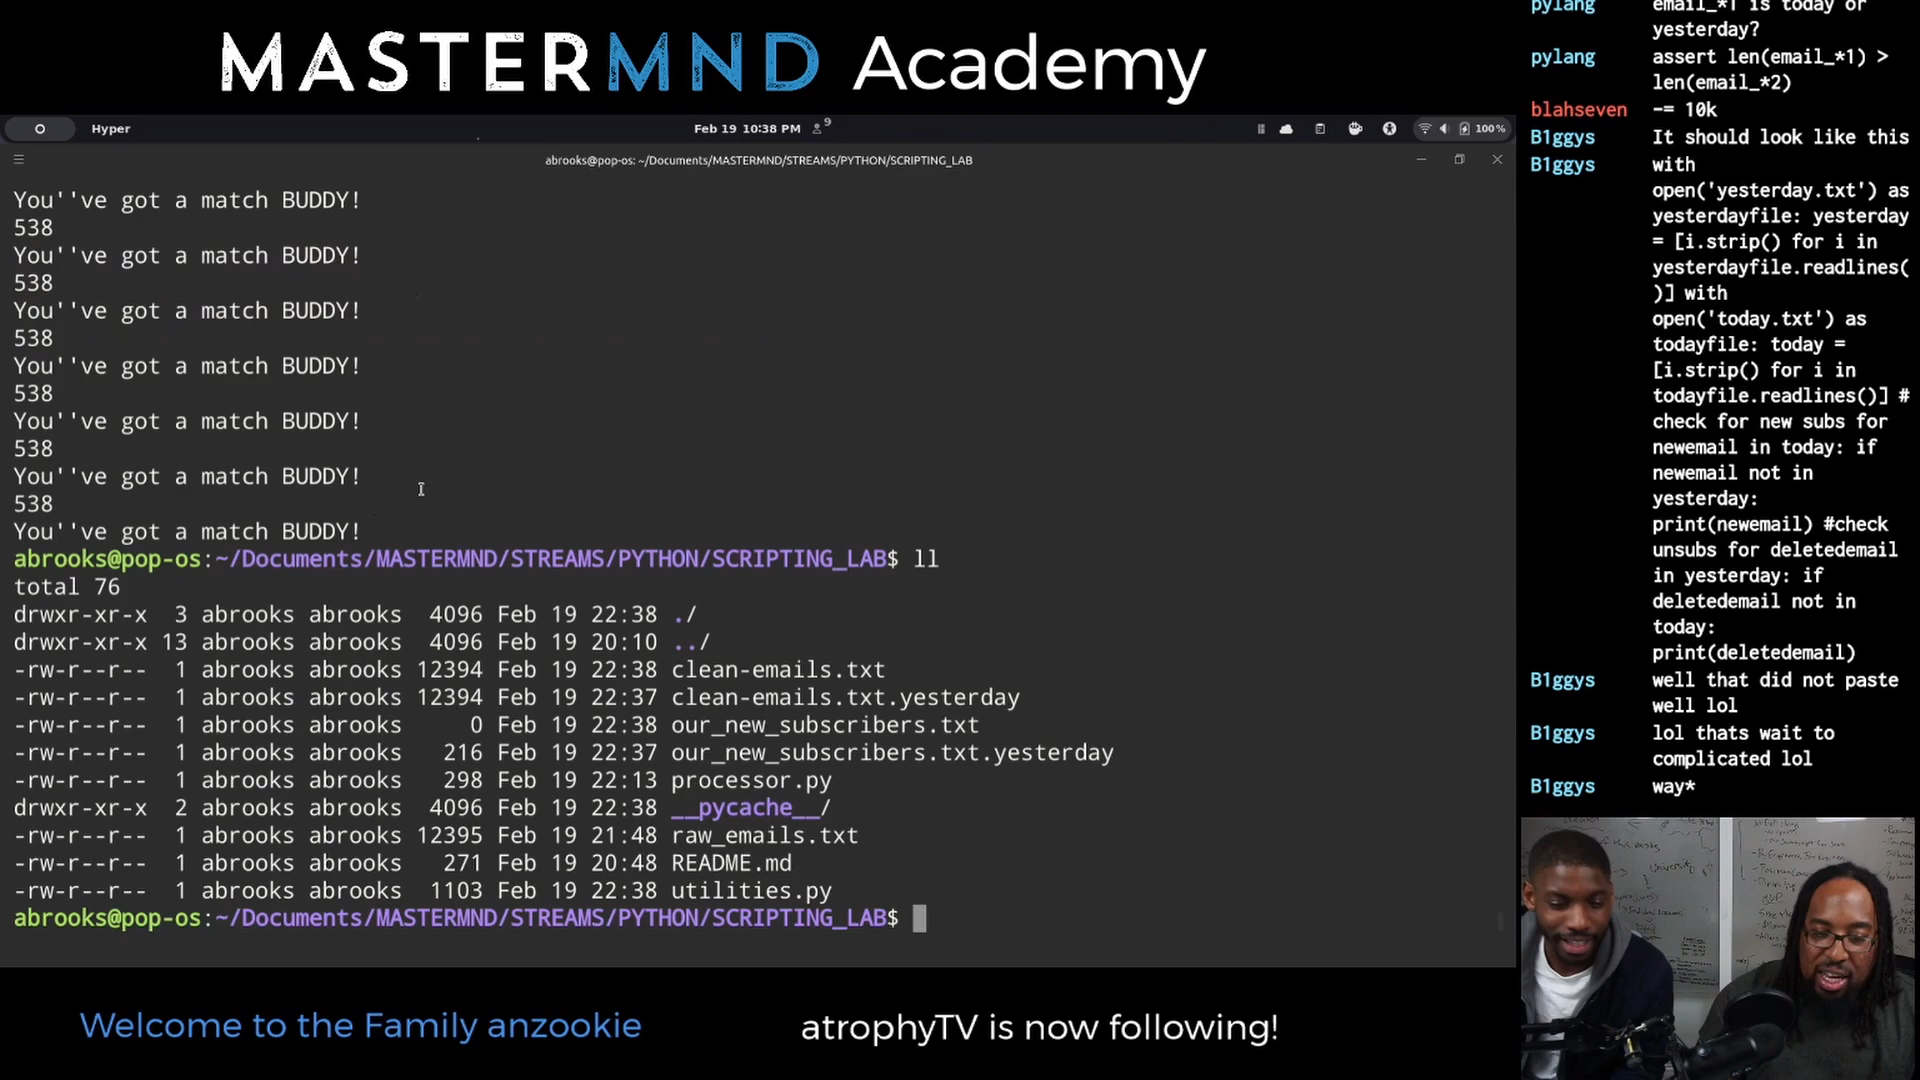 MASTERMND Academy
Hyper
Feb 19 10:38 PM
9
100%
abrooks@pop-os: ~/Documents/MASTERMND/STREAMS/PYTHON/SCRIPTING_LAB
You''ve got a match BUDDY!
538
You''ve got a match BUDDY!
538
You''ve got a match BUDDY!
538
You''ve got a match BUDDY!
538
You''ve got a match BUDDY!
538
You''ve got a match BUDDY!
538
You''ve got a match BUDDY!
abrooks@pop-os:~/Documents/MASTERMND/STREAMS/PYTHON/SCRIPTING_LAB$ ll
total 76
drwxr-xr-x  3 abrooks abrooks  4096 Feb 19 22:38 ./
drwxr-xr-x 13 abrooks abrooks  4096 Feb 19 20:10 ../
-rw-r--r--  1 abrooks abrooks 12394 Feb 19 22:38 clean-emails.txt
-rw-r--r--  1 abrooks abrooks 12394 Feb 19 22:37 clean-emails.txt.yesterday
-rw-r--r--  1 abrooks abrooks     0 Feb 19 22:38 our_new_subscribers.txt
-rw-r--r--  1 abrooks abrooks   216 Feb 19 22:37 our_new_subscribers.txt.yesterday
-rw-r--r--  1 abrooks abrooks   298 Feb 19 22:13 processor.py
drwxr-xr-x  2 abrooks abrooks  4096 Feb 19 22:38 __pycache__/
-rw-r--r--  1 abrooks abrooks 12395 Feb 19 21:48 raw_emails.txt
-rw-r--r--  1 abrooks abrooks   271 Feb 19 20:48 README.md
-rw-r--r--  1 abrooks abrooks  1103 Feb 19 22:38 utilities.py
abrooks@pop-os:~/Documents/MASTERMND/STREAMS/PYTHON/SCRIPTING_LAB$
pylang email_*1 is today or
yesterday?
pylang assert len(email_*1) >
len(email_*2)
blahseven -= 10k
B1ggys It should look like this
B1ggys with
open('yesterday.txt') as
yesterdayfile: yesterday
= [i.strip() for i in
yesterdayfile.readlines(
)] with
open('today.txt') as
todayfile: today =
[i.strip() for i in
todayfile.readlines()] #
check for new subs for
newemail in today: if
newemail not in
yesterday:
print(newemail) #check
unsubs for deletedemail
in yesterday: if
deletedemail not in
today:
print(deletedemail)
B1ggys well that did not paste
well lol
B1ggys lol thats wait to
complicated lol
B1ggys way*
Welcome to the Family anzookie
atrophyTV is now following!